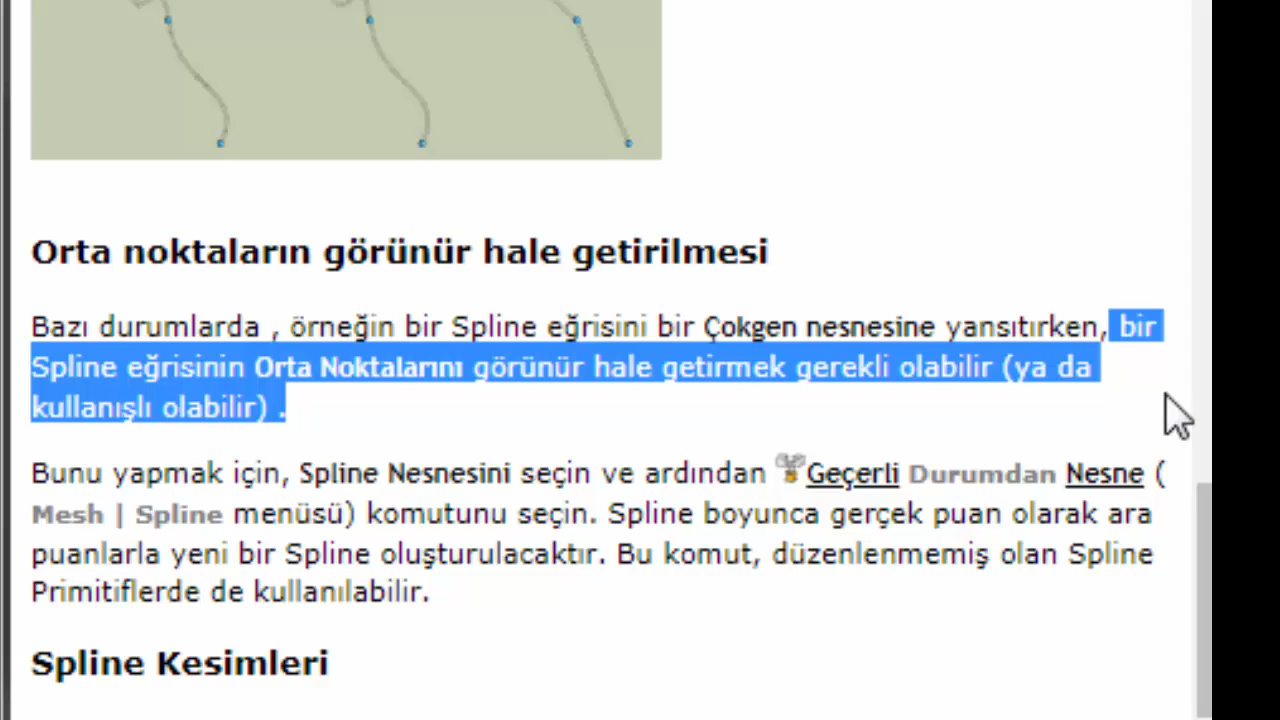 Orta noktaların görünür hale getirilmesi
Bazı durumlarda , örneğin bir Spline eğrisini bir Çokgen nesnesine yansıtırken, bir
Spline eğrisinin Orta Noktalarını görünür hale getirmek gerekli olabilir (ya da
kullanışlı olabilir) .
Bunu yapmak için, Spline Nesnesini seçin ve ardından Geçerli Durumdan Nesne (
Mesh | Spline menüsü) komutunu seçin. Spline boyunca gerçek puan olarak ara
puanlarla yeni bir Spline oluşturulacaktır. Bu komut, düzenlenmemiş olan Spline
Primitiflerde de kullanılabilir.
Spline Kesimleri